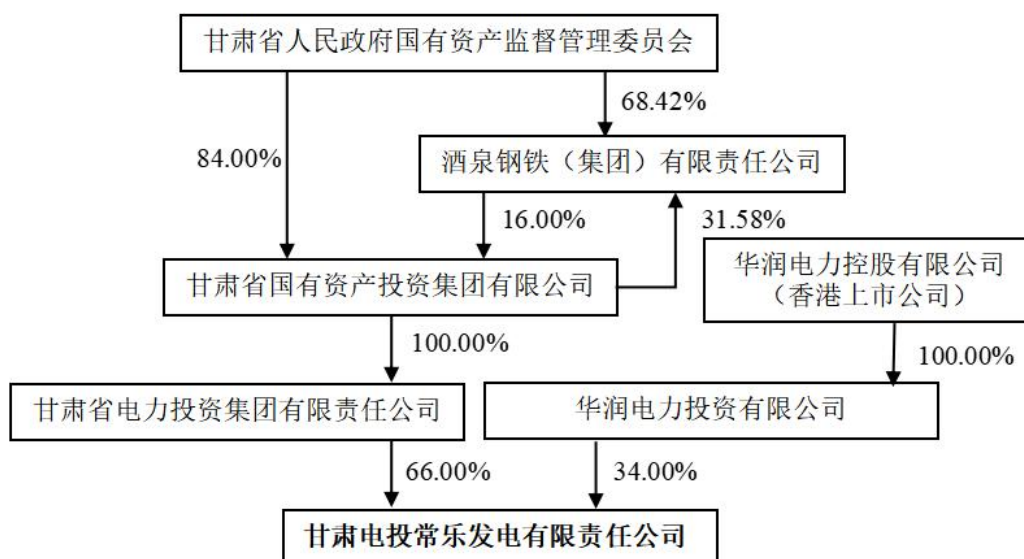 甘肃省人民政府国有资产监督管理委员会
68.42%
84.00%
酒泉钢铁（集团）有限责任公司
16.00%
31.58%
华润电力控股有限公司
（香港上市公司）
甘肃省国有资产投资集团有限公司
100.00%
100.00%
甘肃省电力投资集团有限责任公司
华润电力投资有限公司
66.00%
34.00%
甘肃电投常乐发电有限责任公司